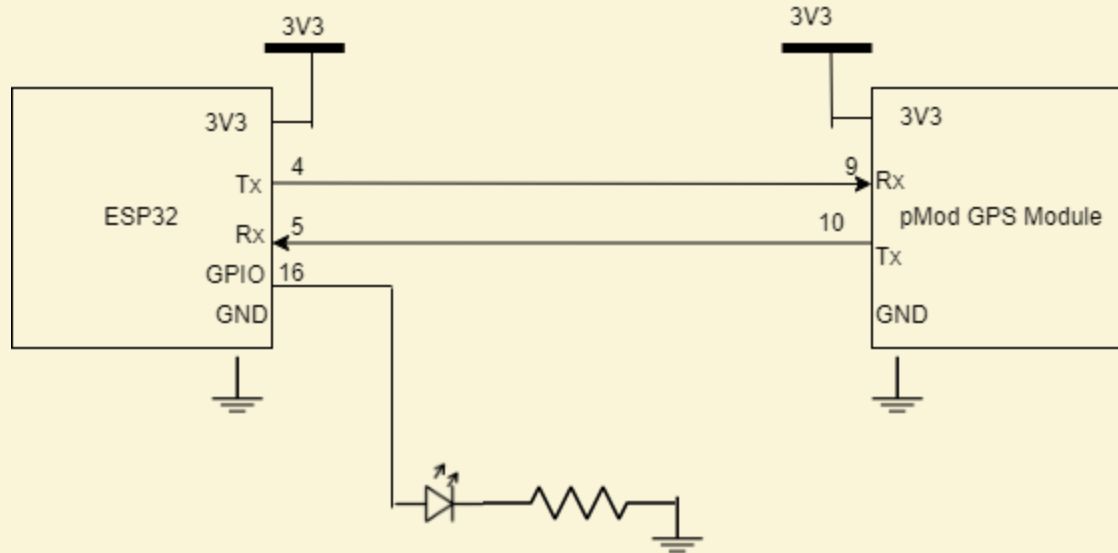 3V3
3V3
3V3
3V3
4
9
Tx
Rx
ESP32
pMod GPS Module
5
10
Rx
Tx
GPIO
16
GND
GND